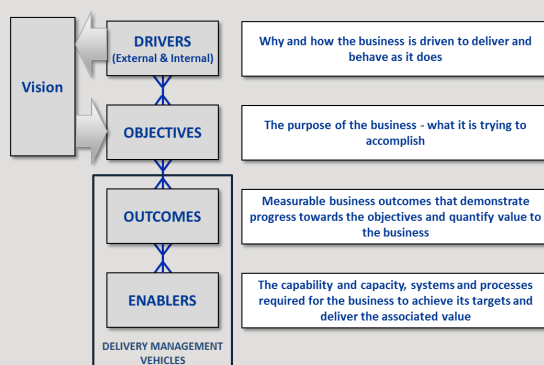 Vision
DRIVERS
(External & Internal)
Why and how the business is driven to deliver and
behave as it does
OBJECTIVES
The purpose of the business - what it is trying to
accomplish
OUTCOMES
Measurable business outcomes that demonstrate
progress towards the objectives and quantify value to
the business
ENABLERS
The capability and capacity, systems and processes
required for the business to achieve its targets and
deliver the associated value
DELIVERY MANAGEMENT
VEHICLES